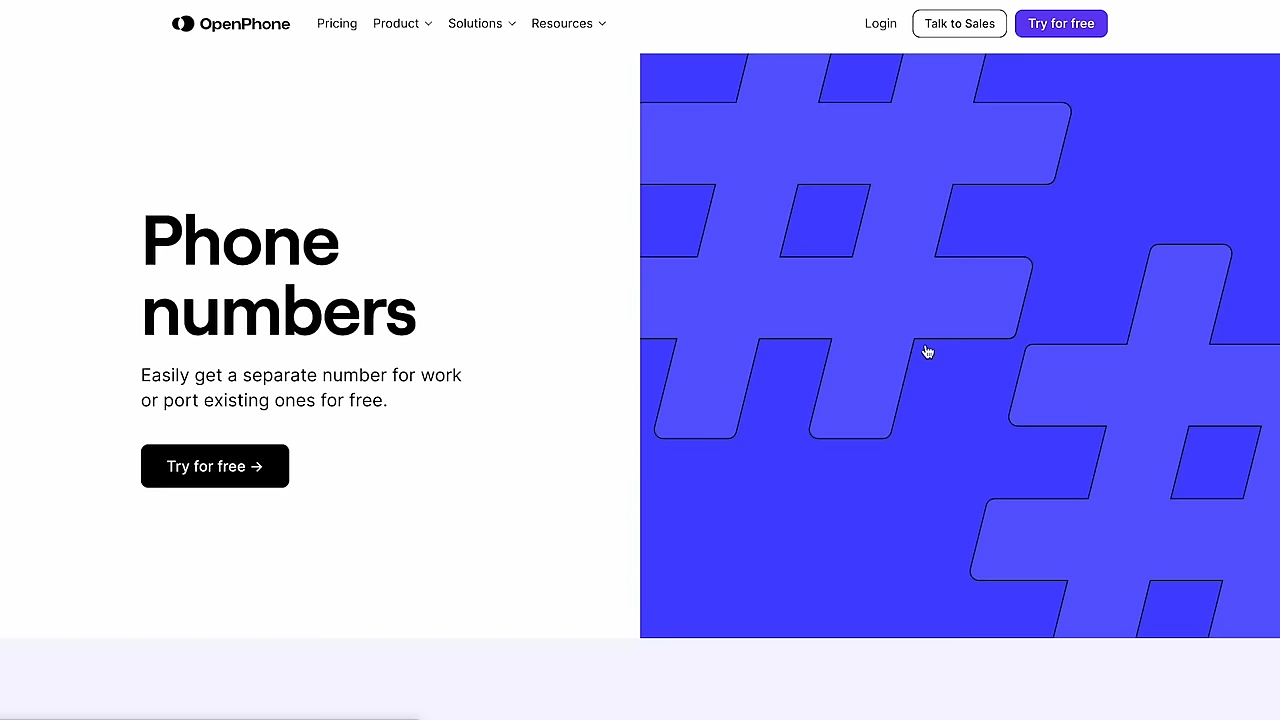 OpenPhone Pricing Product Solutions Resources Login Talk to Sales Try for free
Phone
numbers
Easily get a separate number for work
or port existing ones for free.
Try for free →